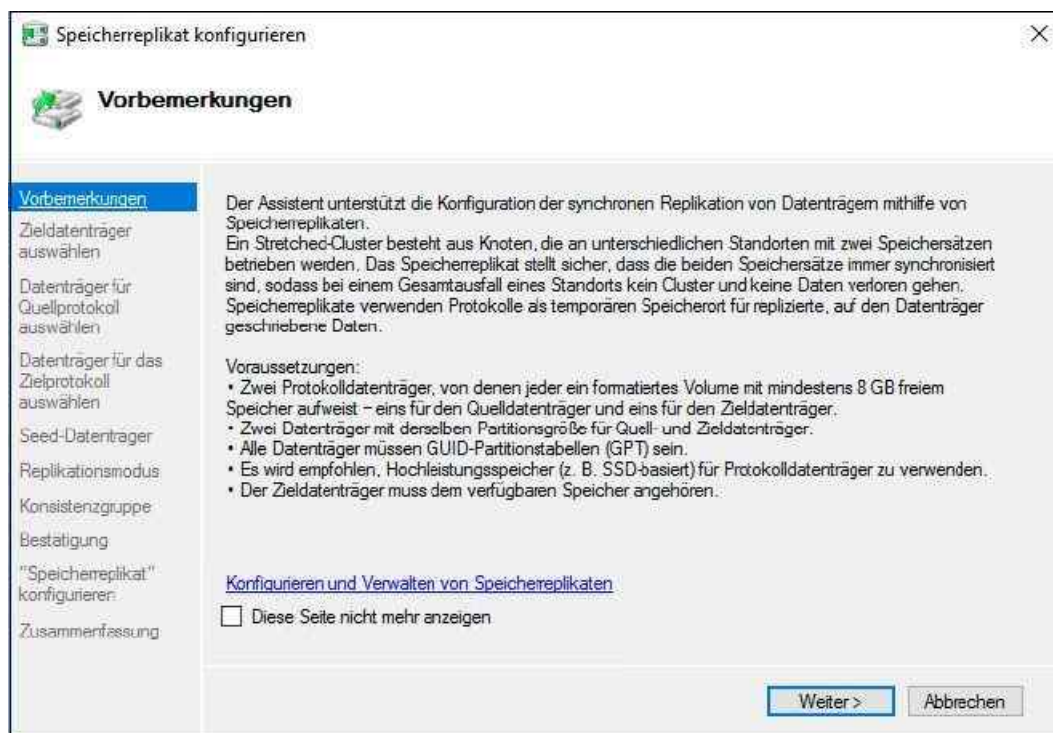 Speicherreplikat konfigurieren
Vorbemerkungen
Vorbemerkungen
Zieldatenträger
auswählen
Datenträger für
Quellprotokoll
auswählen
Datenträger für das
Zielprotokoll
auswählen
Seed-Datenträger
Replikationsmodus
Konsistenzgruppe
Bestätigung
"Speicherreplikat"
konfigurieren
Zusammenfassung
Der Assistent unterstützt die Konfiguration der synchronen Replikation von Datenträgern mithilfe von
Speicherreplikaten.
Ein Stretched-Cluster besteht aus Knoten, die an unterschiedlichen Standorten mit zwei Speichersätzen
betrieben werden. Das Speicherreplikat stellt sicher, dass die beiden Speichersätze immer synchronisiert
sind, sodass bei einem Gesamtausfall eines Standorts kein Cluster und keine Daten verloren gehen.
Speicherreplikate verwenden Protokolle als temporären Speicherort für replizierte, auf den Datenträger
geschriebene Daten.
Voraussetzungen:
• Zwei Protokolldatenträger, von denen jeder ein formatiertes Volume mit mindestens 8 GB freiem
Speicher aufweist – eins für den Quelldatenträger und eins für den Zieldatenträger.
• Zwei Datenträger mit derselben Partitionsgröße für Quell- und Zieldatenträger.
• Alle Datenträger müssen GUID-Partitionstabellen (GPT) sein.
• Es wird empfohlen, Hochleistungsspeicher (z. B. SSD-basiert) für Protokolldatenträger zu verwenden.
• Der Zieldatenträger muss dem verfügbaren Speicher angehören.
Konfigurieren und Verwalten von Speicherreplikaten
Diese Seite nicht mehr anzeigen
Weiter >
Abbrechen